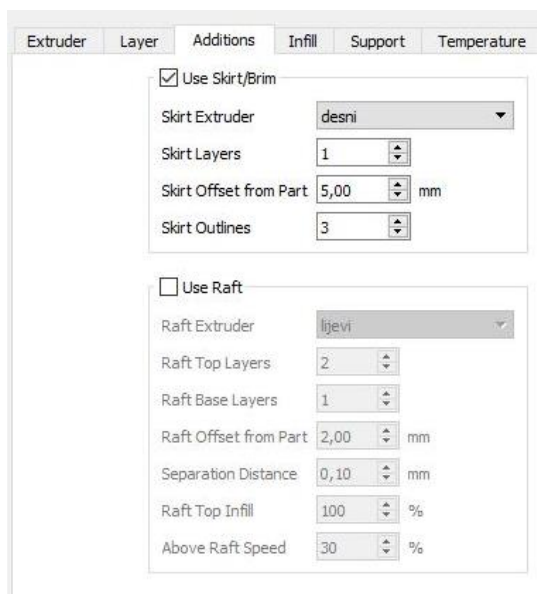 Extruder Layer Additions Infill Support Temperature
Use Skirt/Brim
Skirt Extruder desni
Skirt Layers 1
Skirt Offset from Part 5,00 mm
Skirt Outlines 3
Use Raft
Raft Extruder lijevi
Raft Top Layers 2
Raft Base Layers 1
Raft Offset from Part 2,00 mm
Separation Distance 0,10 mm
Raft Top Infill 100 %
Above Raft Speed 30 %